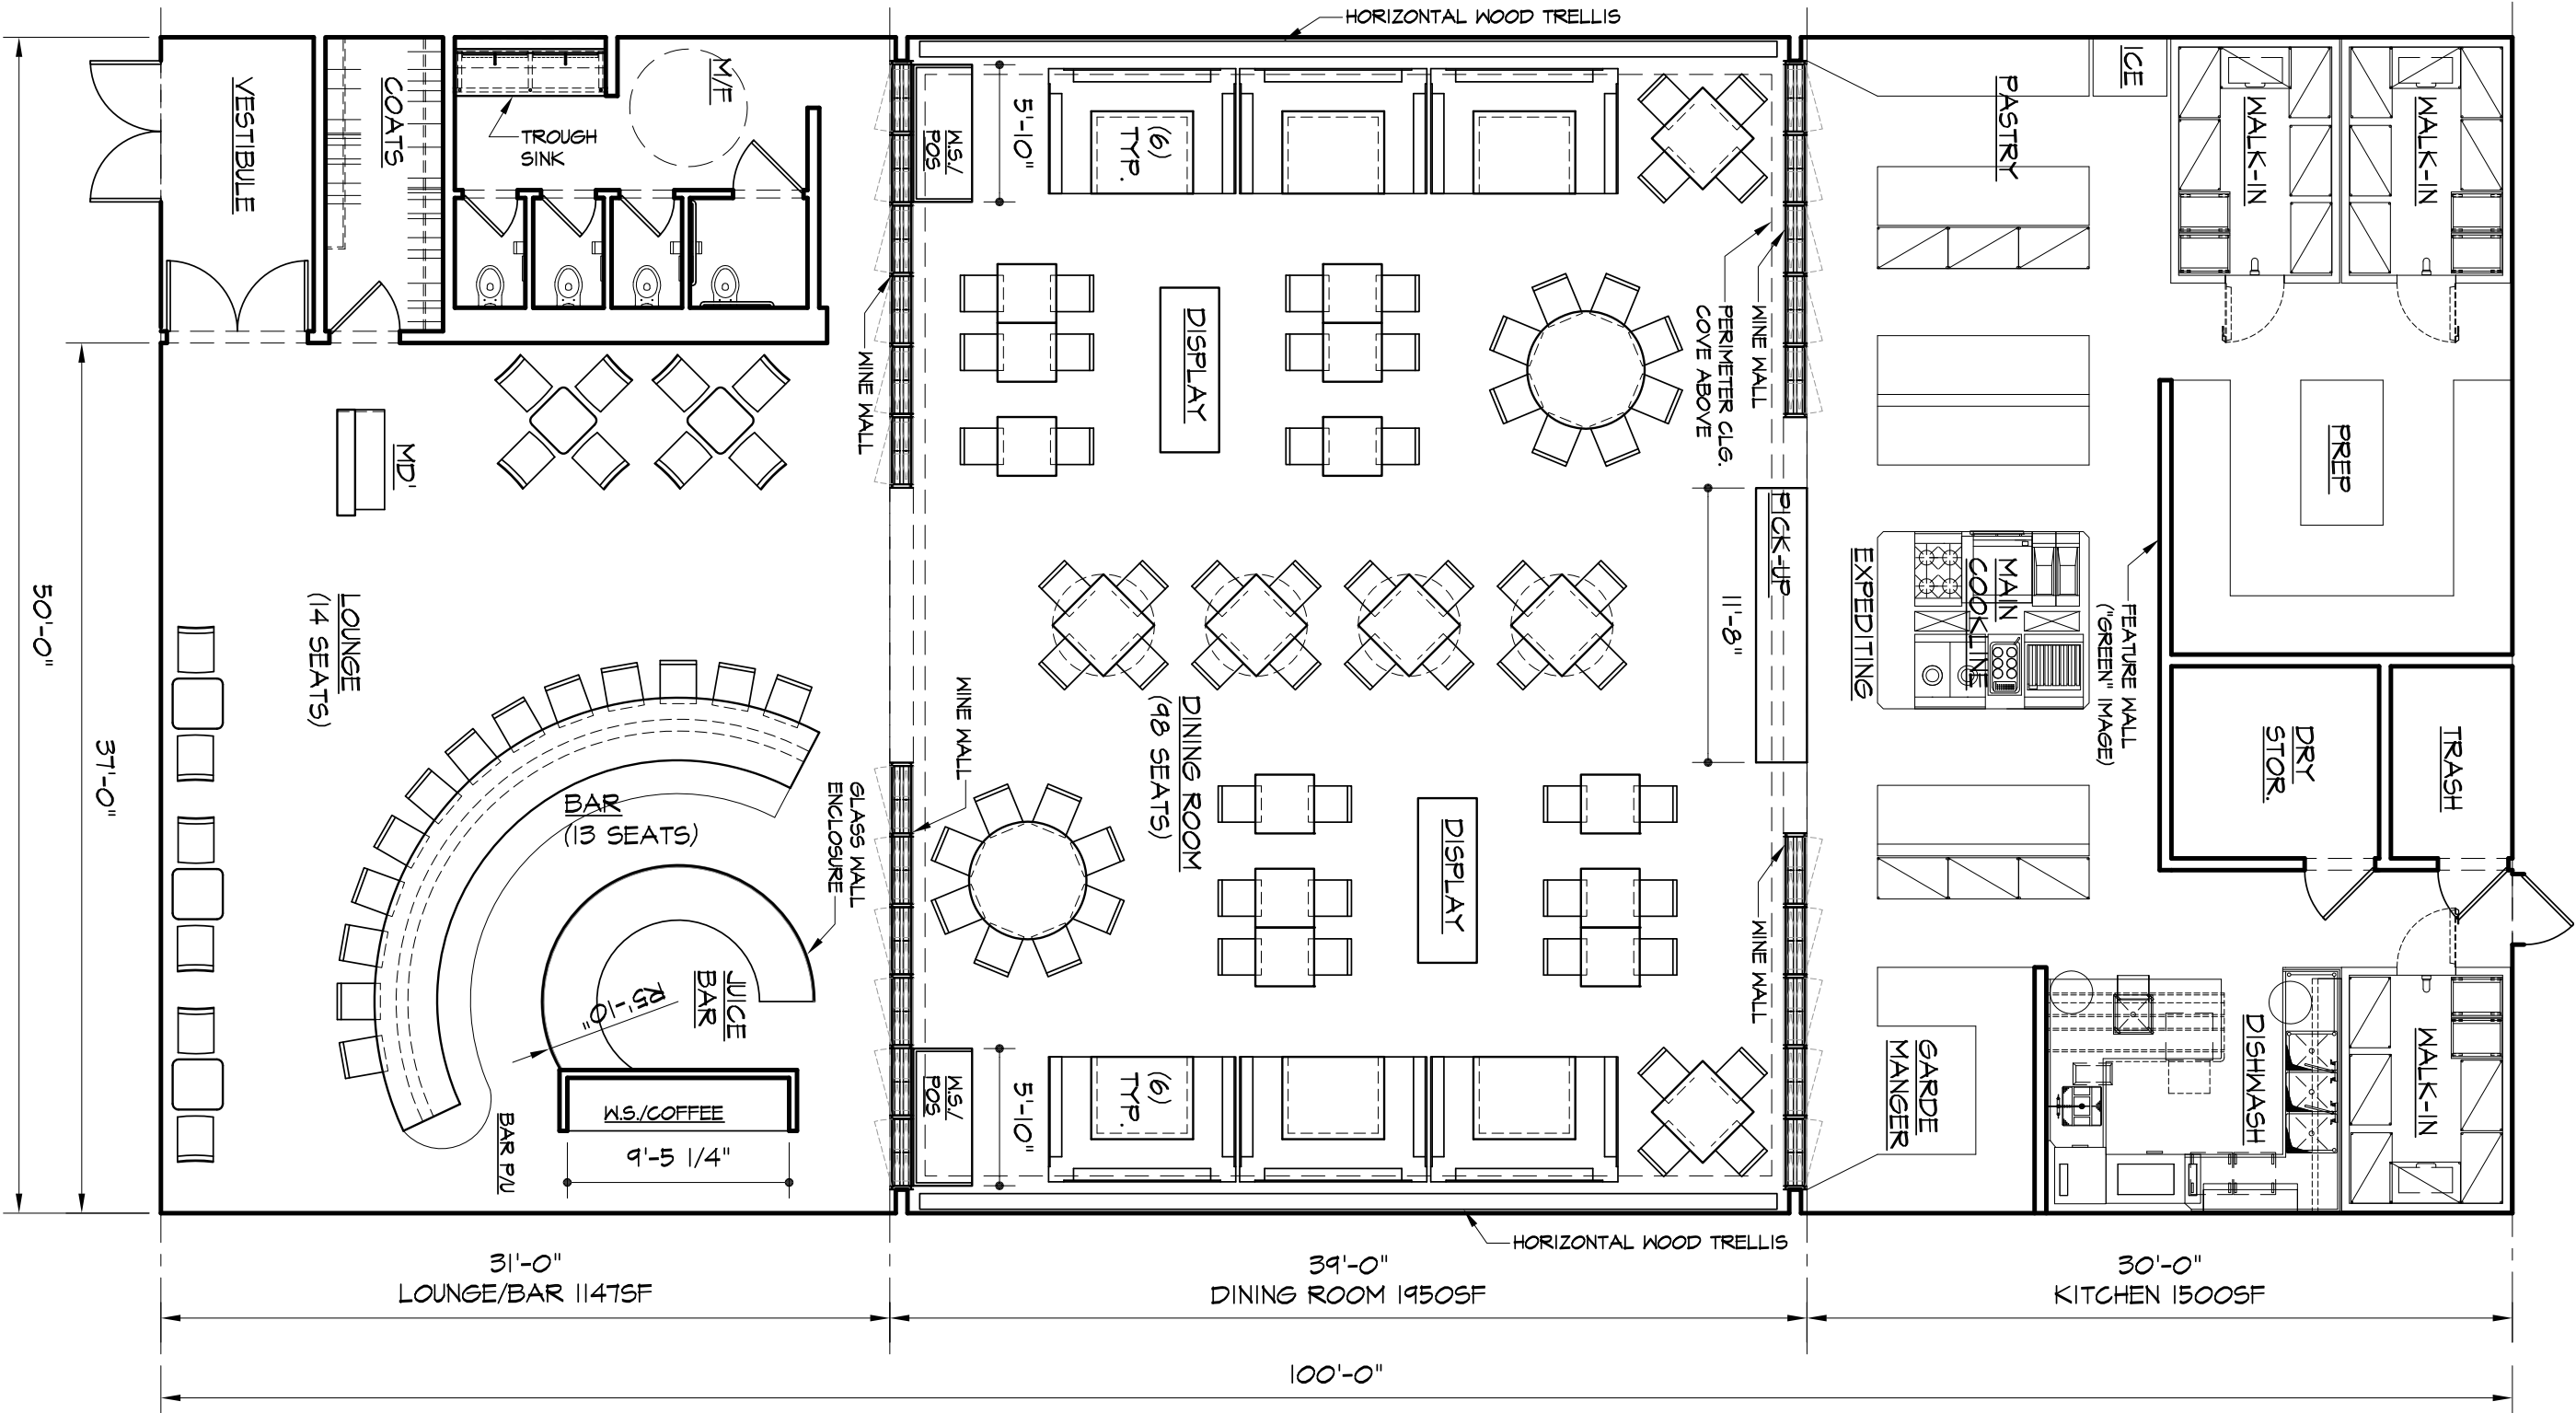 HORIZONTAL WOOD TRELLIS
VESTIBULE
COATS
TROUGH
SINK
M/F
W.S./
POS
5'-10"
(6)
TYP.
PASTRY
ICE
WALK-IN
WALK-IN
WINE WALL
DISPLAY
PERIMETER CLG.
COVE ABOVE
WINE WALL
PREP
MD'
PICK-UP
11'-8"
MAIN
COOKLINE
EXPEDITING
FEATURE WALL
("GREEN" IMAGE)
50'-0"
37'-0"
LOUNGE
(14 SEATS)
BAR
(13 SEATS)
GLASS WALL
ENCLOSURE
WINE WALL
DINING ROOM
(98 SEATS)
DISPLAY
WINE WALL
DRY
STOR.
TRASH
JUICE
BAR
R5'-10"
W.S./COFFEE
9'-5 1/4"
BAR P/U
W.S./
POS
5'-10"
(6)
TYP.
GARDE
MANGER
DISHWASH
WALK-IN
HORIZONTAL WOOD TRELLIS
31'-0"
LOUNGE/BAR 1147SF
39'-0"
DINING ROOM 1950SF
30'-0"
KITCHEN 1500SF
100'-0"